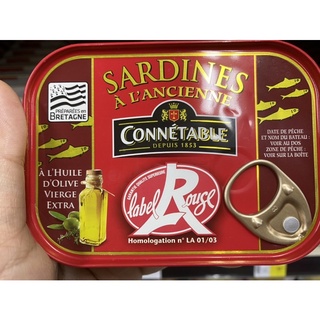 SARDINES
À L'ANCIENNE
PRÉPARÉES EN
BRETAGNE
CONNÉTABLE
DEPUIS 1853
DATE DE PÊCHE
ET NOM DU BATEAU :
VOIR AU DOS
ZONE DE PÊCHE :
VOIR SUR LA BOÎTE
À L'HUILE
D'OLIVE
VIERGE
EXTRA
Label Rouge
Homologation n° LA 01/03